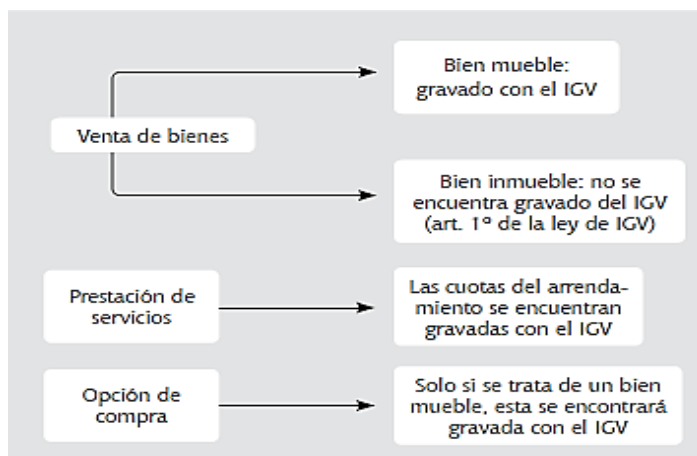 Bien mueble:
gravado con el IGV
Venta de bienes
Bien inmueble: no se
encuentra gravado del IGV
(art. 1º de la ley de IGV)
Prestación de
servicios
Las cuotas del arrenda-
miento se encuentran
gravadas con el IGV
Opción de
compra
Solo si se trata de un bien
mueble, esta se encontrará
gravada con el IGV